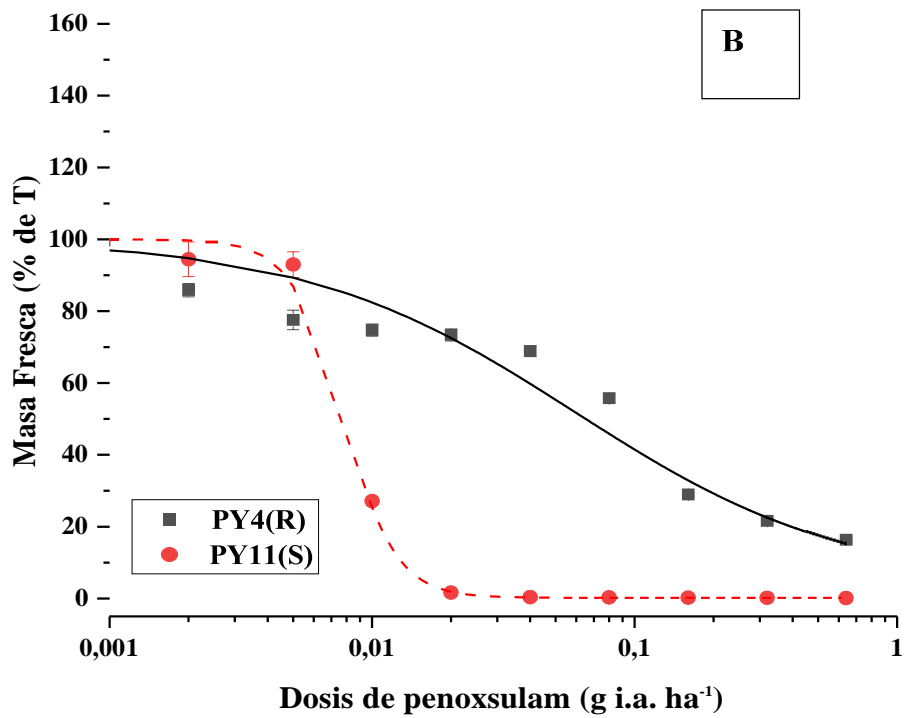 B
160
140
120
100
80
60
40
20
0
Masa Fresca (% de T)
PY4(R)
PY11(S)
0,001
0,01
0,1
1
Dosis de penoxsulam (g i.a. ha⁻¹)